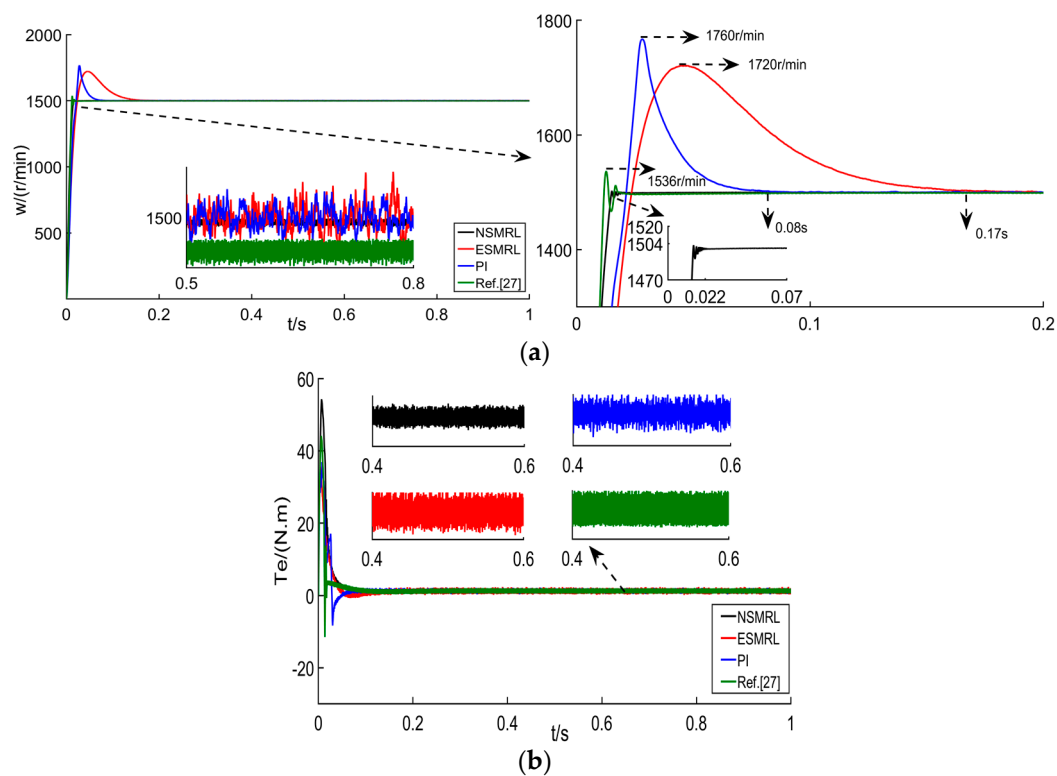 2000
1500
1000
500
w/(r/min)
1500
0.5
0.8
NSMRL
ESMRL
PI
Ref.[27]
0
0.2
0.4
0.6
0.8
1
t/s
1800
1700
1600
1500
1400
1760r/min
1720r/min
1536r/min
0.08s
0.17s
1520
1504
1470
0
0.022
0.07
0
0.1
0.2
(a)
60
40
20
0
-20
Te/(N.m)
0.4
0.6
0.4
0.6
0.4
0.6
0.4
0.6
NSMRL
ESMRL
PI
Ref.[27]
0
0.2
0.4
0.6
0.8
1
t/s
(b)